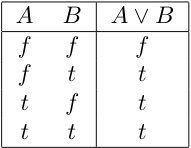 A B A ∨ B
f f f
f t t
t f t
t t t